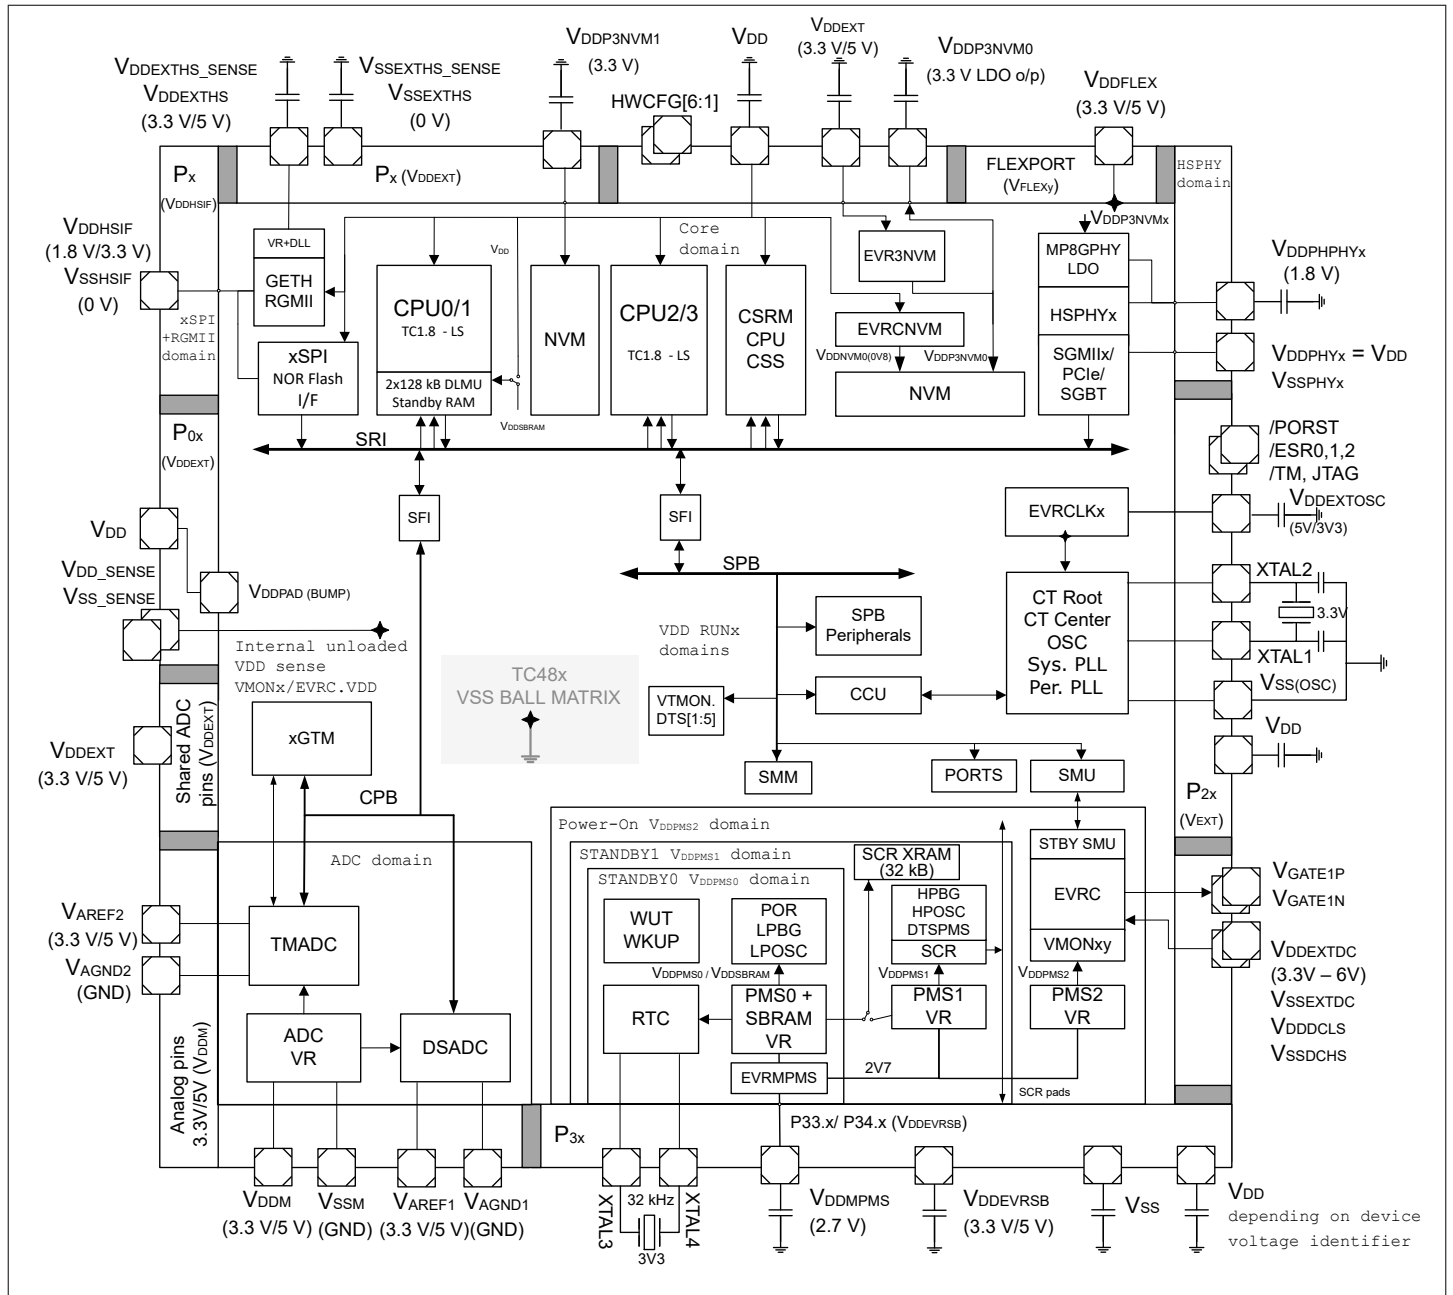 VDDEXTHS_SENSE
VDDEXTHS
(3.3 V/5 V)
VSSEXTHS_SENSE
VSSEXTHS
(0 V)
VDDP3NVM1
(3.3 V)
HWCFG[6:1]
VDD
VDDEXT
(3.3 V/5 V)
VDDP3NVM0
(3.3 V LDO o/p)
VDDFLEX
(3.3 V/5 V)
Px
(VDDHSIF)
Px (VDDEXT)
FLEXPORT
(VFLEXy)
HSPHY
domain
VDDHSIF
(1.8 V/3.3 V)
VSSHSIF
(0 V)
VR+DLL
GETH
RGMII
xSPI
+RGMII
domain
xSPI
NOR Flash
I/F
CPU0/1
TC1.8 - LS
2x128 kB DLMU
Standby RAM
VDD
VDDSBRAM
NVM
Core
domain
CPU2/3
TC1.8 - LS
CSRM
CPU
CSS
EVR3NVM
EVRCNVM
VDDNVM0(0V8)
VDDP3NVM0
NVM
VDDP3NVMx
MP8GPHY
LDO
HSPHYx
SGMIIx/
PCIe/
SGBT
VDDPHPHYx
(1.8 V)
VDDPHYx = VDD
VSSPHYx
SRI
P0x
(VDDEXT)
/PORST
/ESR0,1,2
/TM, JTAG
VDDEXTOSC
(5V/3V3)
SFI
SFI
EVRCLKx
VDD
VDD_SENSE
VSS_SENSE
VDDPAD (BUMP)
SPB
XTAL2
3.3V
XTAL1
VSS(OSC)
CT Root
CT Center
OSC
Sys. PLL
Per. PLL
SPB
Peripherals
VDD RUNx
domains
CCU
VTMON.
DTS[1:5]
Internal unloaded
VDD sense
VMONx/EVRC.VDD
TC48x
VSS BALL MATRIX
VDDEXT
(3.3 V/5 V)
Shared ADC
pins (VDDEXT)
xGTM
CPB
SMM
PORTS
SMU
VDD
P2x
(VEXT)
ADC domain
Power-On VDDPMS2 domain
STANDBY1 VDDPMS1 domain
STANDBY0 VDDPMS0 domain
SCR XRAM
(32 kB)
STBY SMU
EVRC
VMONxy
VGATE1P
VGATE1N
VAREF2
(3.3 V/5 V)
VAGND2
(GND)
TMADC
WUT
WKUP
POR
LPBG
LPOSC
HPBG
HPOSC
DTSPMS
SCR
VDDPMS0 / VDDSBRAM
VDDPMS1
VDDPMS2
VDDEXTDC
(3.3V – 6V)
VSSEXTDC
VDDDCLS
VSSDCHS
Analog pins
3.3V/5V (VDDM)
ADC
VR
DSADC
RTC
PMS0 +
SBRAM
VR
PMS1
VR
PMS2
VR
EVRMPMS
2V7
SCR pads
P3x
P33.x/ P34.x (VDDEVRSB)
VDDM
(3.3 V/5 V)
VSSM
(GND)
VAREF1
(3.3 V/5 V)
VAGND1
(GND)
XTAL3
32 kHz
3V3
XTAL4
VDDMPMS
(2.7 V)
VDDEVRSB
(3.3 V/5 V)
VSS
VDD
depending on device
voltage identifier